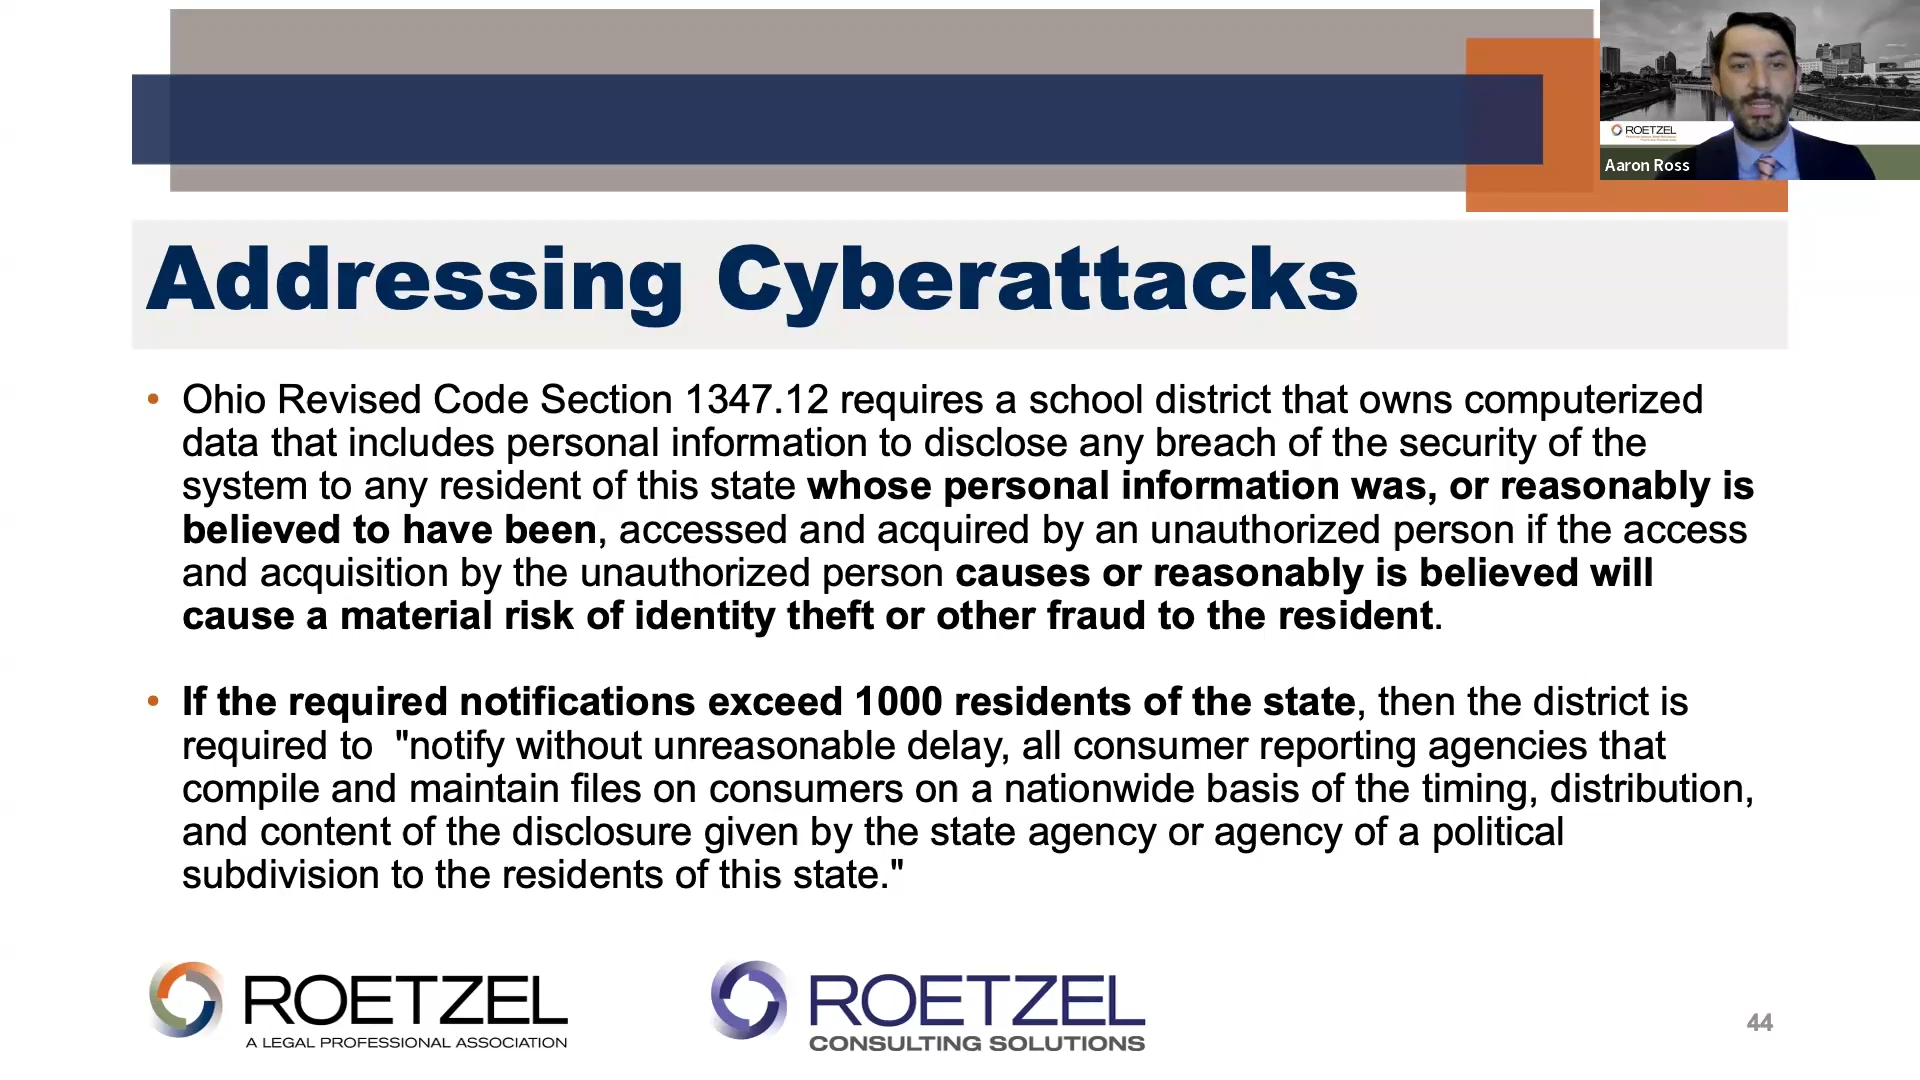 ROETZEL
Aaron Ross
Addressing Cyberattacks
• Ohio Revised Code Section 1347.12 requires a school district that owns computerized
data that includes personal information to disclose any breach of the security of the
system to any resident of this state whose personal information was, or reasonably is
believed to have been, accessed and acquired by an unauthorized person if the access
and acquisition by the unauthorized person causes or reasonably is believed will
cause a material risk of identity theft or other fraud to the resident.
• If the required notifications exceed 1000 residents of the state, then the district is
required to "notify without unreasonable delay, all consumer reporting agencies that
compile and maintain files on consumers on a nationwide basis of the timing, distribution,
and content of the disclosure given by the state agency or agency of a political
subdivision to the residents of this state."
ROETZEL
A LEGAL PROFESSIONAL ASSOCIATION
ROETZEL
CONSULTING SOLUTIONS
44